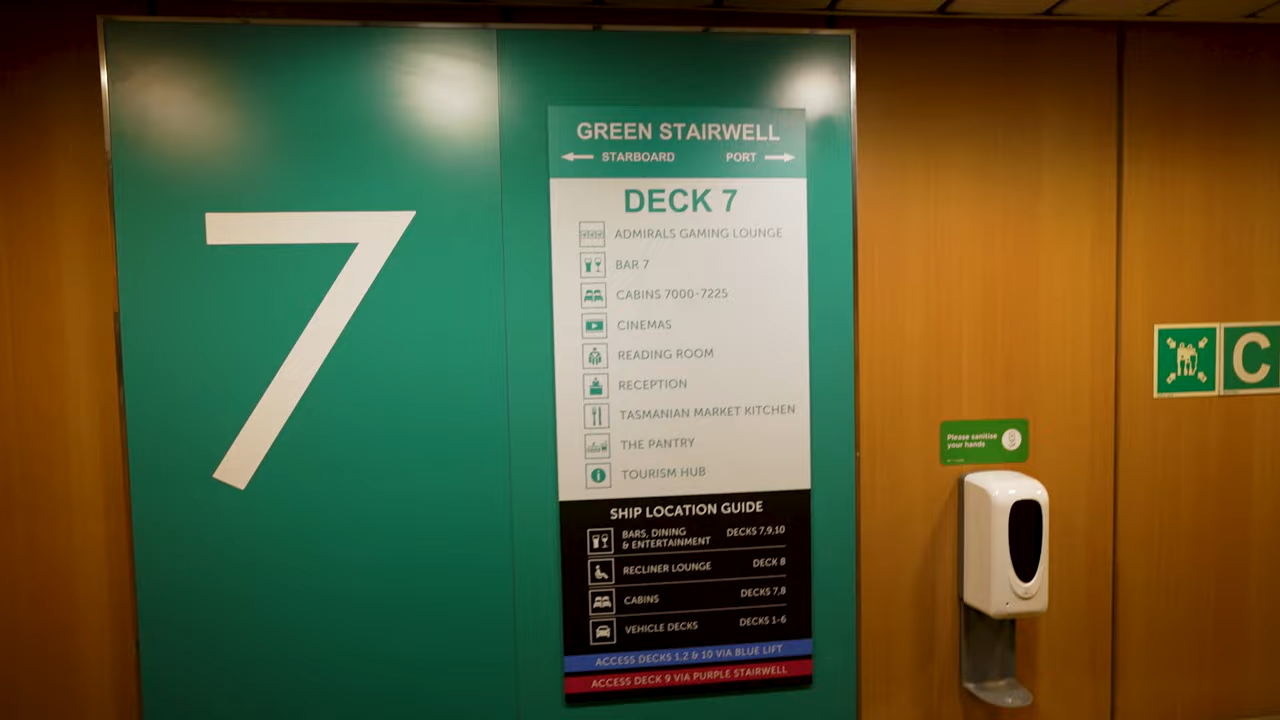 7
GREEN STAIRWELL
STARBOARD PORT
DECK 7
ADMIRALS GAMING LOUNGE
BAR 7
CABINS 7000-7225
CINEMAS
READING ROOM
RECEPTION
TASMANIAN MARKET KITCHEN
THE PANTRY
TOURISM HUB
SHIP LOCATION GUIDE
BARS, DINING
& ENTERTAINMENT DECKS 7,9,10
RECLINER LOUNGE DECK 8
CABINS DECKS 7,8
VEHICLE DECKS DECKS 1-6
ACCESS DECKS 1,2 & 10 VIA BLUE LIFT
ACCESS DECK 9 VIA PURPLE STAIRWELL
Please sanitise
your hands
C